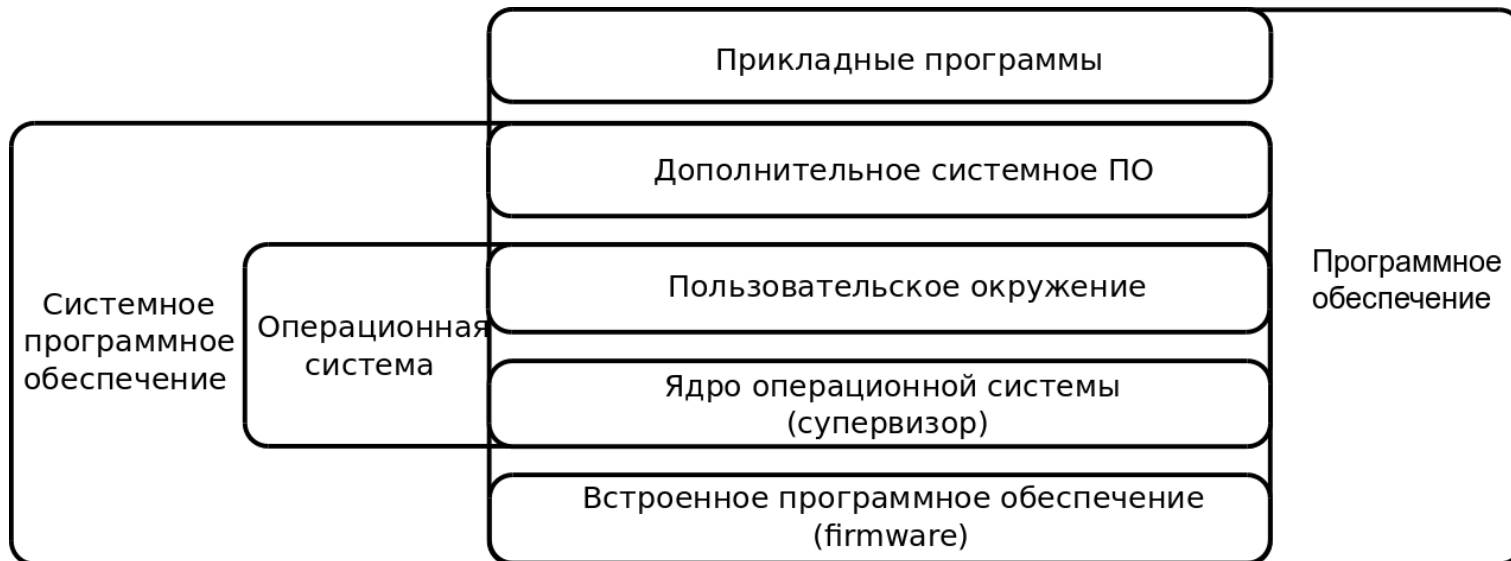 Прикладные программы
Дополнительное системное ПО
Пользовательское окружение
Ядро операционной системы
(супервизор)
Встроенное программное обеспечение
(firmware)
Системное
программное
обеспечение
Операционная
система
Программное
обеспечение